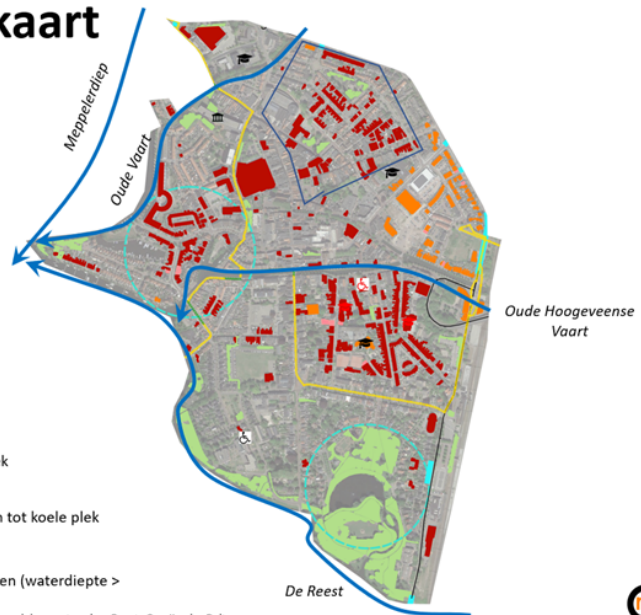 kaart
Meppelerdiep
Oude Vaart
Oude Hoogeveense
Vaart
k
n tot koele plek
en (waterdiepte >
De Reest